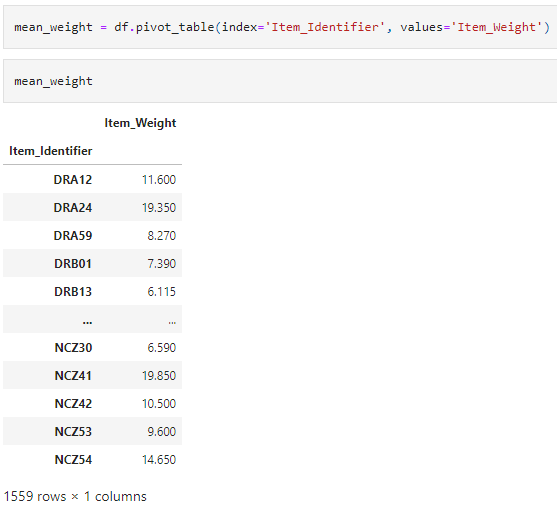 mean_weight = df.pivot_table(index='Item_Identifier', values='Item_Weight')
mean_weight
Item_Weight
Item_Identifier
DRA12 11.600
DRA24 19.350
DRA59 8.270
DRB01 7.390
DRB13 6.115
... ...
NCZ30 6.590
NCZ41 19.850
NCZ42 10.500
NCZ53 9.600
NCZ54 14.650
1559 rows × 1 columns